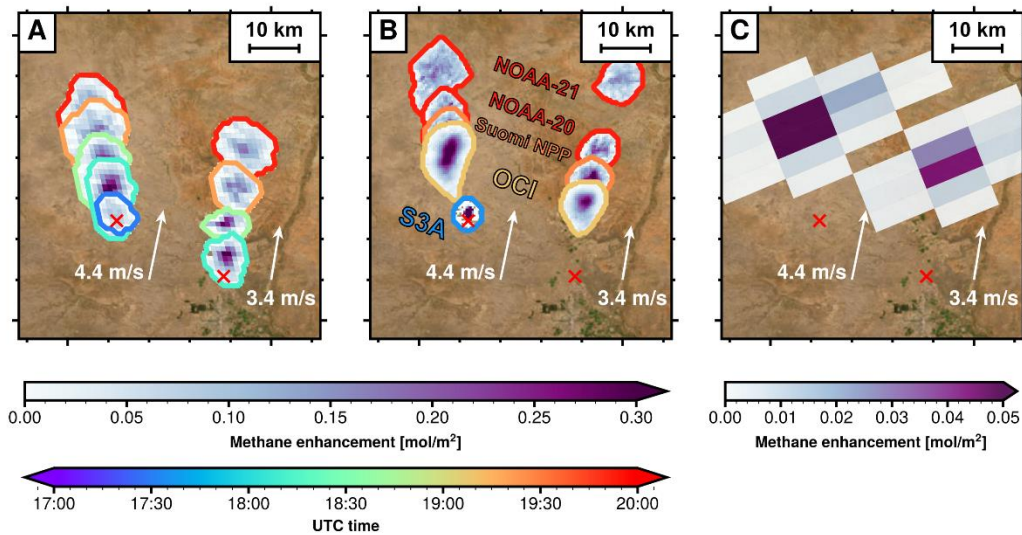 A
10 km
4.4 m/s
3.4 m/s
B
10 km
NOAA-21
NOAA-20
Suomi NPP
OCI
S3A
4.4 m/s
3.4 m/s
C
10 km
4.4 m/s
3.4 m/s
0.00 0.05 0.10 0.15 0.20 0.25 0.30
Methane enhancement [mol/m²]
0.00 0.01 0.02 0.03 0.04 0.05
Methane enhancement [mol/m²]
17:00 17:30 18:00 18:30 19:00 19:30 20:00
UTC time